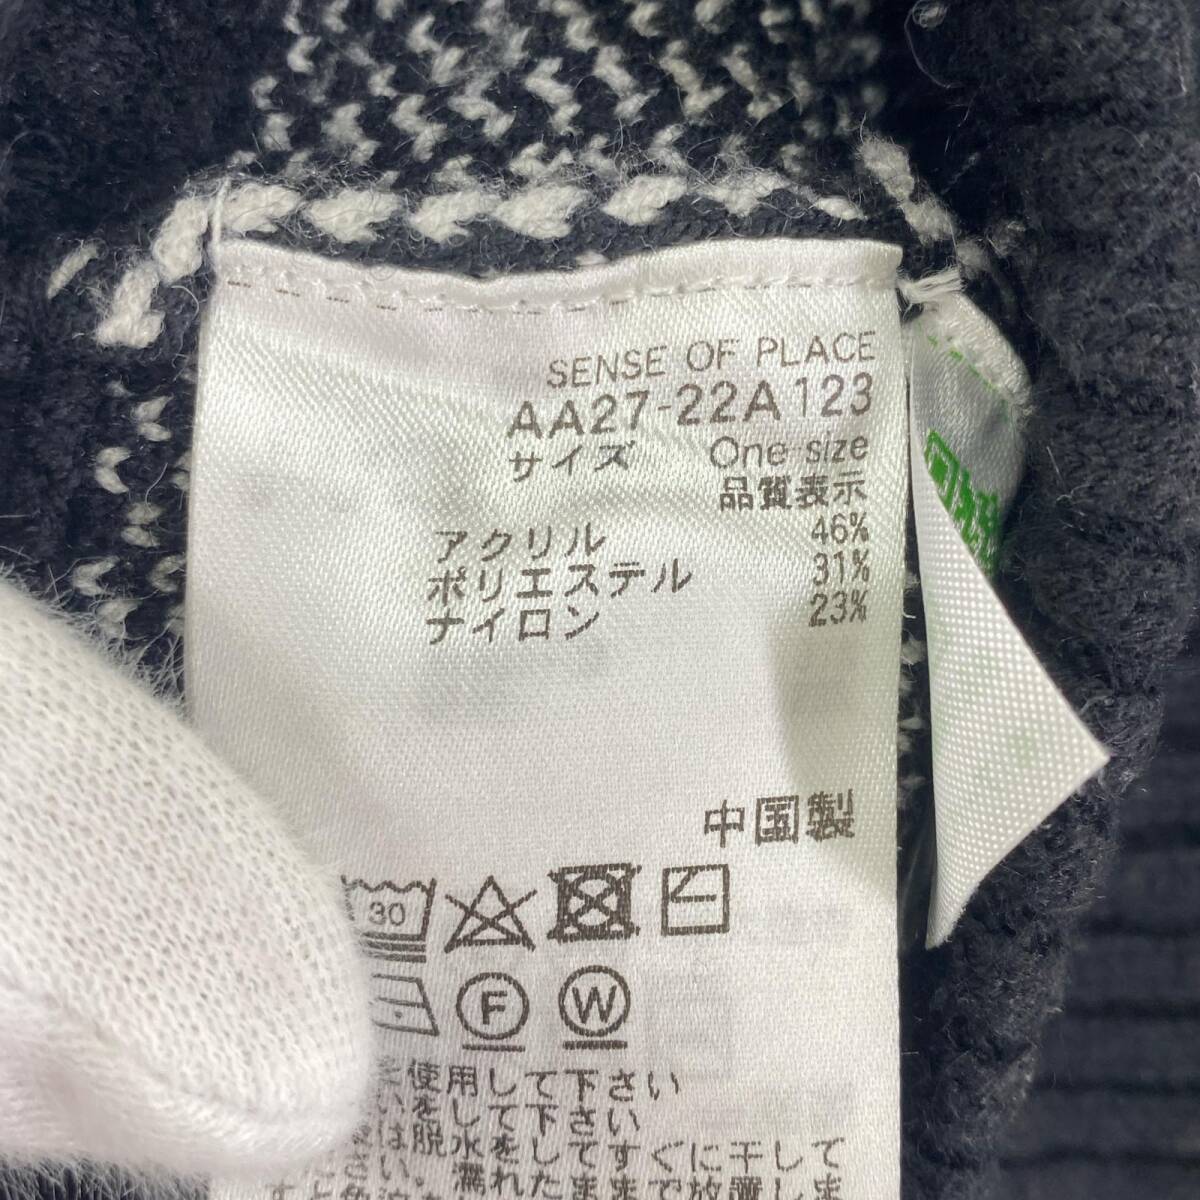 SENSE OF PLACE
AA27-22A123
サイズ One size
品質表示
アクリル 46%
ポリエステル 31%
ナイロン 23%
中国製
30
F W
使用して下さい
をして下さい
は脱水をしてすぐに干して
濡れたままで放置しま